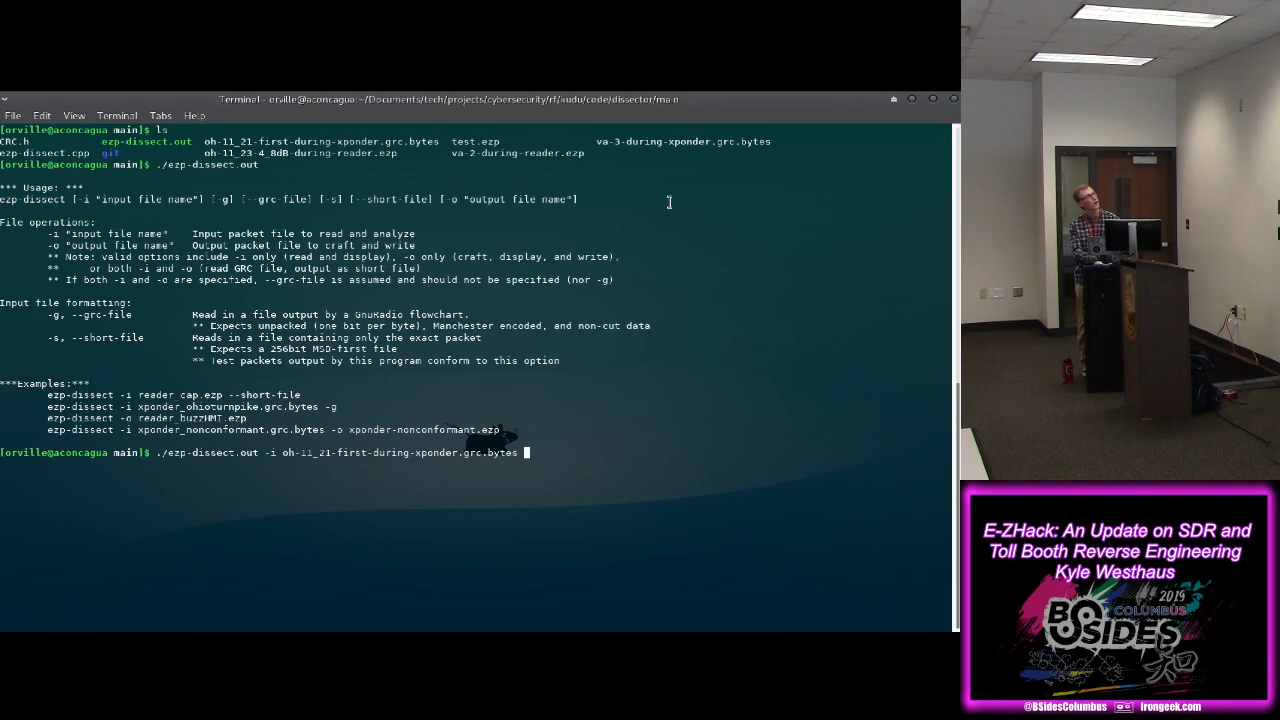 Terminal - orville@aconcagua:~/Documents/tech/projects/cybersecurity/rf/kudu/code/dissector/main
File Edit View Terminal Tabs Help
[orville@aconcagua main]$ ls
CRC.h ezp-dissect.out oh-11_21-first-during-xponder.grc.bytes test.ezp va-3-during-xponder.grc.bytes
ezp-dissect.cpp git oh-11_23-4_8dB-during-reader.ezp va-2-during-reader.ezp
[orville@aconcagua main]$ ./ezp-dissect.out
*** Usage: ***
ezp-dissect [-i "input file name"] [-g] [--grc-file] [-s] [--short-file] [-o "output file name"]
File operations:
-i "input file name" Input packet file to read and analyze
-o "output file name" Output packet file to craft and write
** Note: valid options include -i only (read and display), -o only (craft, display, and write),
** or both -i and -o (read GRC file, output as short file)
** If both -i and -o are specified, --grc-file is assumed and should not be specified (nor -g)
Input file formatting:
-g, --grc-file Read in a file output by a GnuRadio flowchart.
** Expects unpacked (one bit per byte), Manchester encoded, and non-cut data
-s, --short-file Reads in a file containing only the exact packet
** Expects a 256bit MSD-first file
** Test packets output by this program conform to this option
***Examples:***
ezp-dissect -i reader_cap.ezp --short-file
ezp-dissect -i xponder_ohioturnpike.grc.bytes -g
ezp-dissect -o reader_buzzHMI.ezp
ezp-dissect -i xponder_nonconformant.grc.bytes -o xponder-nonconformant.ezp
[orville@aconcagua main]$ ./ezp-dissect.out -i oh-11_21-first-during-xponder.grc.bytes
E-ZHack: An Update on SDR and
Toll Booth Reverse Engineering
Kyle Westhaus
2019
COLUMBUS
BSIDES
知
@BSidesColumbus Irongeek.com